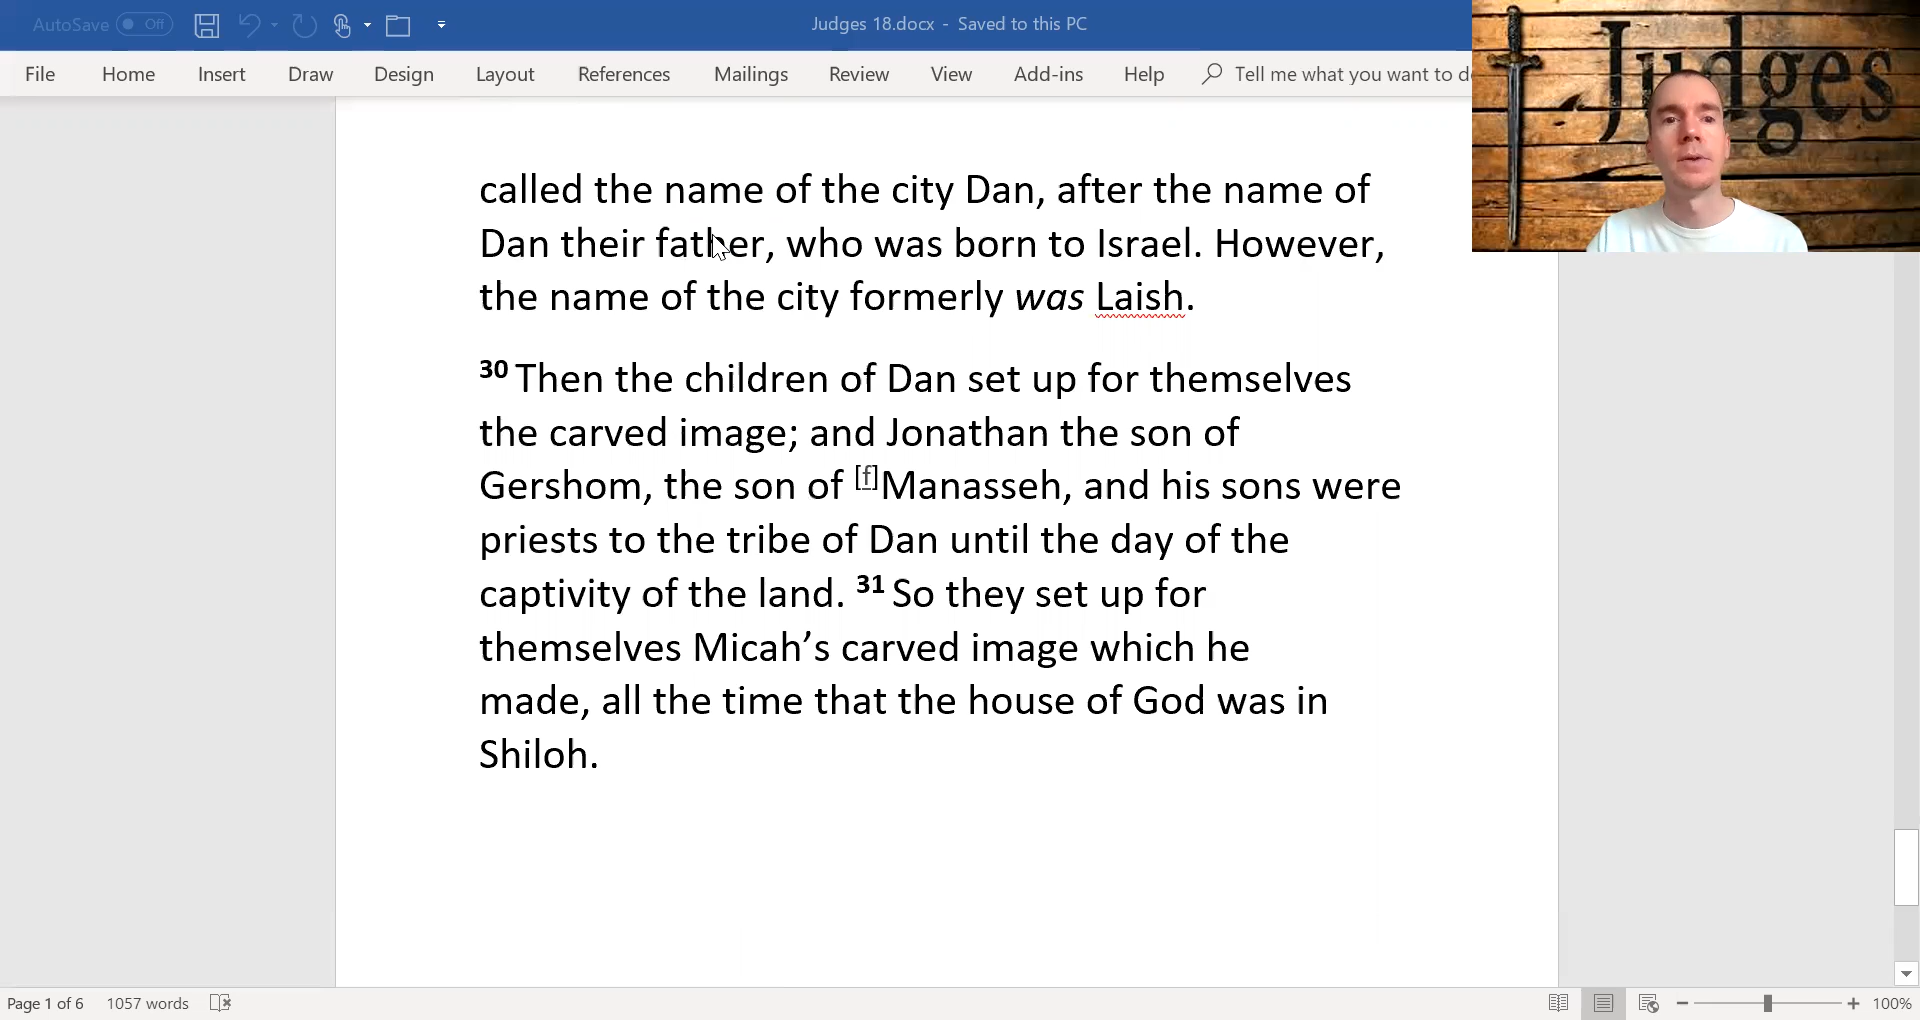 AutoSave Off
Judges 18.docx - Saved to this PC
File Home Insert Draw Design Layout References Mailings Review View Add-ins Help Tell me what you want to d
Judges
called the name of the city Dan, after the name of
Dan their father, who was born to Israel. However,
the name of the city formerly was Laish.
30 Then the children of Dan set up for themselves
the carved image; and Jonathan the son of
Gershom, the son of [f]Manasseh, and his sons were
priests to the tribe of Dan until the day of the
captivity of the land. 31 So they set up for
themselves Micah’s carved image which he
made, all the time that the house of God was in
Shiloh.
Page 1 of 6 1057 words 100%